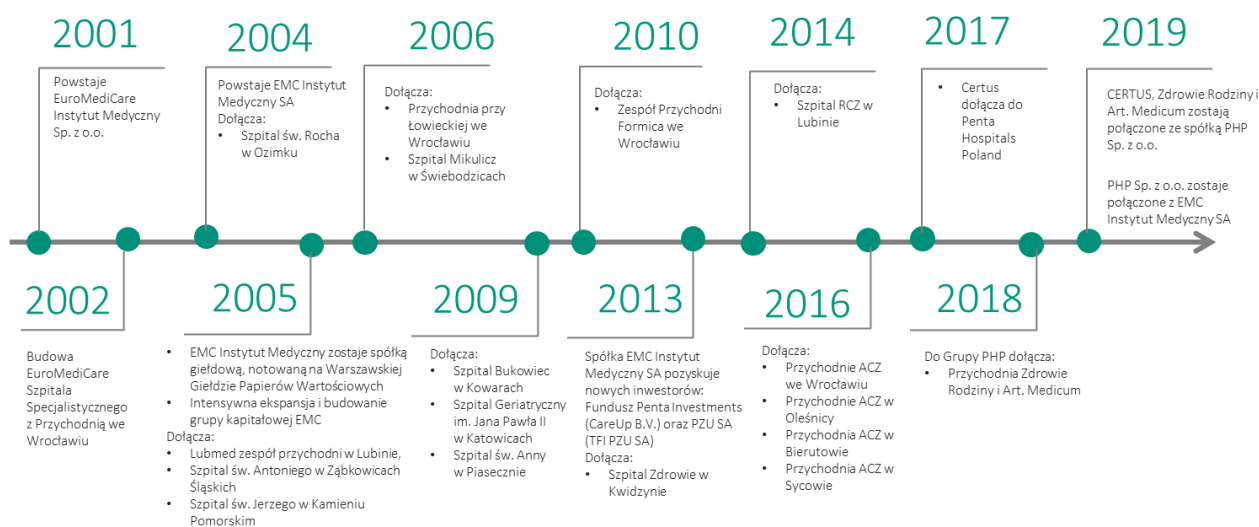 2001
Powstaje
EuroMediCare
Instytut Medyczny
Sp. z o.o.
2002
Budowa
EuroMediCare
Szpitala
Specjalistycznego
z Przychodnią we
Wrocławiu
2004
Powstaje EMC Instytut
Medyczny SA
Dołącza:
• Szpital św. Rocha
w Ozimku
2005
• EMC Instytut Medyczny zostaje spółką
giełdową, notowaną na Warszawskiej
Giełdzie Papierów Wartościowych
• Intensywna ekspansja i budowanie
grupy kapitałowej EMC
Dołącza:
• Lubmed zespół przychodni w Lubinie,
• Szpital św. Antoniego w Ząbkowicach
Śląskich
• Szpital św. Jerzego w Kamieniu
Pomorskim
2006
Dołącza:
• Przychodnia przy
Łowieckiej we
Wrocławiu
• Szpital Mikulicz
w Świebodzicach
2009
Dołącza:
• Szpital Bukowiec
w Kowarach
• Szpital Geriatryczny
im. Jana Pawła II
w Katowicach
• Szpital św. Anny
w Piasecznie
2010
Dołącza:
• Zespół Przychodni
Formica we
Wrocławiu
2013
Spółka EMC Instytut
Medyczny SA pozyskuje
nowych inwestorów:
Fundusz Penta Investments
(CareUp B.V.) oraz PZU SA
(TFI PZU SA)
Dołącza:
• Szpital Zdrowie w
Kwidzynie
2014
Dołącza:
• Szpital RCZ w
Lubinie
2016
Dołącza:
• Przychodnie ACZ
we Wrocławiu
• Przychodnie ACZ w
Oleśnicy
• Przychodnia ACZ w
Bierutowie
• Przychodnia ACZ w
Sycowie
2017
• Certus
dołącza do
Penta
Hospitals
Poland
2018
Do Grupy PHP dołącza:
• Przychodnia Zdrowie
Rodziny i Art. Medicum
2019
CERTUS, Zdrowie Rodziny i
Art. Medicum zostają
połączone ze spółką PHP
Sp. z o.o.
PHP Sp. z o.o. zostaje
połączone z EMC
Instytut Medyczny SA